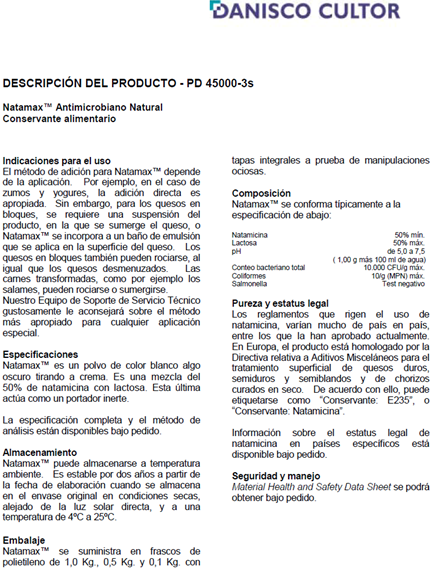 DANISCO CULTOR
DESCRIPCIÓN DEL PRODUCTO - PD 45000-3s
Natamax™ Antimicrobiano Natural
Conservante alimentario
Indicaciones para el uso
El método de adición para Natamax™ depende
de la aplicación. Por ejemplo, en el caso de
zumos y yogures, la adición directa es
apropiada. Sin embargo, para los quesos en
bloques, se requiere una suspensión del
producto, en la que se sumerge el queso, o
Natamax™ se incorpora a un baño de emulsión
que se aplica en la superficie del queso. Los
quesos en bloques también pueden rociarse, al
igual que los quesos desmenuzados. Las
carnes transformadas, como por ejemplo los
salames, pueden rociarse o sumergirse.
Nuestro Equipo de Soporte de Servicio Técnico
gustosamente le aconsejará sobre el método
más apropiado para cualquier aplicación
especial.
Especificaciones
Natamax™ es un polvo de color blanco algo
oscuro tirando a crema. Es una mezcla del
50% de natamicina con lactosa. Esta última
actúa como un portador inerte.
La especificación completa y el método de
análisis están disponibles bajo pedido.
Almacenamiento
Natamax™ puede almacenarse a temperatura
ambiente. Es estable por dos años a partir de
la fecha de elaboración cuando se almacena
en el envase original en condiciones secas,
alejado de la luz solar directa, y a una
temperatura de 4ºC a 25ºC.
Embalaje
Natamax™ se suministra en frascos de
polietileno de 1,0 Kg., 0,5 Kg. y 0,1 Kg. con
tapas integrales a prueba de manipulaciones
ociosas.
Composición
Natamax™ se conforma típicamente a la
especificación de abajo:
Natamicina 50% mín.
Lactosa 50% máx.
pH de 5,0 a 7,5
( 1,00 g más 100 ml de agua)
Conteo bacteriano total 10.000 CFU/g máx.
Coliformes 10/g (MPN) máx.
Salmonella Test negativo
Pureza y estatus legal
Los reglamentos que rigen el uso de
natamicina, varían mucho de país en país,
entre los que la han aprobado actualmente.
En Europa, el producto está homologado por la
Directiva relativa a Aditivos Misceláneos para el
tratamiento superficial de quesos duros,
semiduros y semiblandos y de chorizos
curados en seco. De acuerdo con ello, puede
etiquetarse como "Conservante: E235", o
"Conservante: Natamicina".
Información sobre el estatus legal de
natamicina en países específicos está
disponible bajo pedido.
Seguridad y manejo
Material Health and Safety Data Sheet se podrá
obtener bajo pedido.